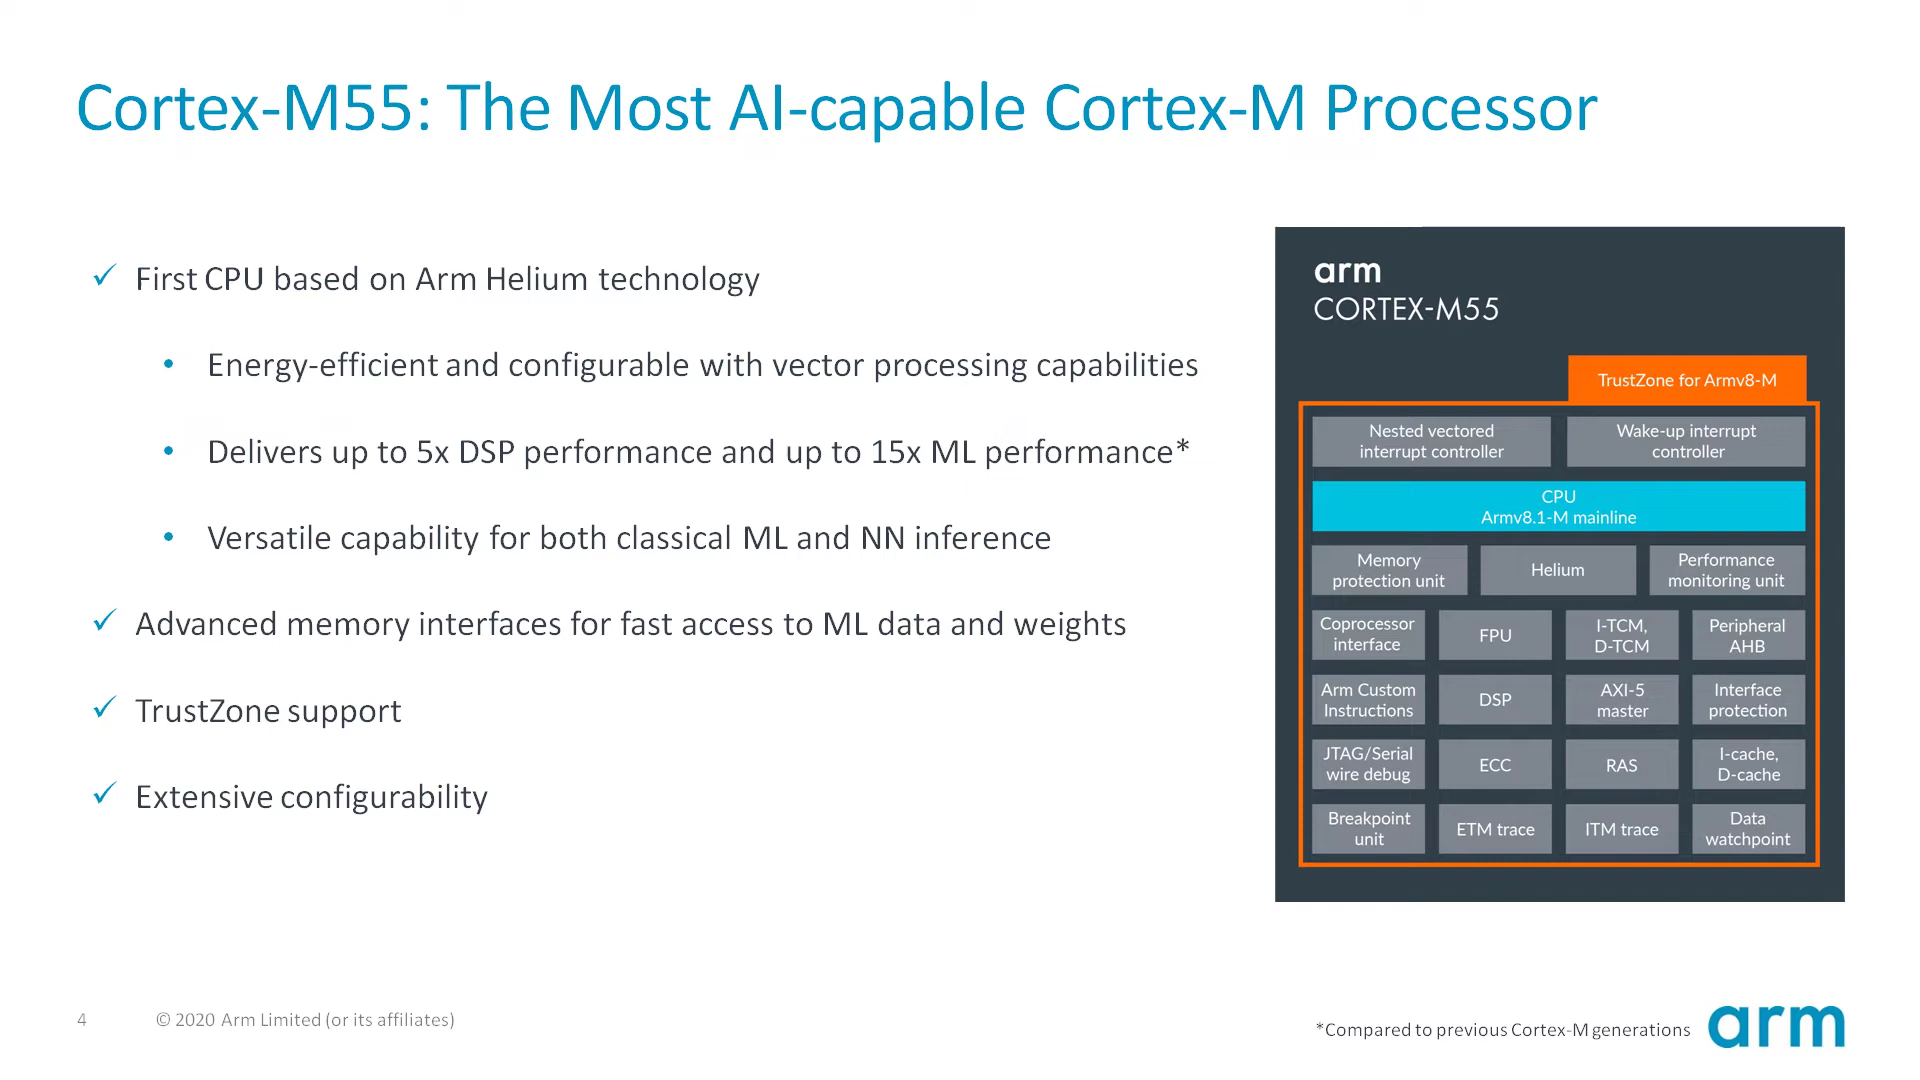 Cortex-M55: The Most AI-capable Cortex-M Processor
✓ First CPU based on Arm Helium technology
• Energy-efficient and configurable with vector processing capabilities
• Delivers up to 5x DSP performance and up to 15x ML performance*
• Versatile capability for both classical ML and NN inference
✓ Advanced memory interfaces for fast access to ML data and weights
✓ TrustZone support
✓ Extensive configurability
arm
CORTEX-M55
TrustZone for Armv8-M
Nested vectored
interrupt controller
Wake-up interrupt
controller
CPU
Armv8.1-M mainline
Memory
protection unit
Helium
Performance
monitoring unit
Coprocessor
interface
FPU
I-TCM,
D-TCM
Peripheral
AHB
Arm Custom
Instructions
DSP
AXI-5
master
Interface
protection
JTAG/Serial
wire debug
ECC
RAS
I-cache,
D-cache
Breakpoint
unit
ETM trace
ITM trace
Data
watchpoint
4
© 2020 Arm Limited (or its affiliates)
*Compared to previous Cortex-M generations
arm